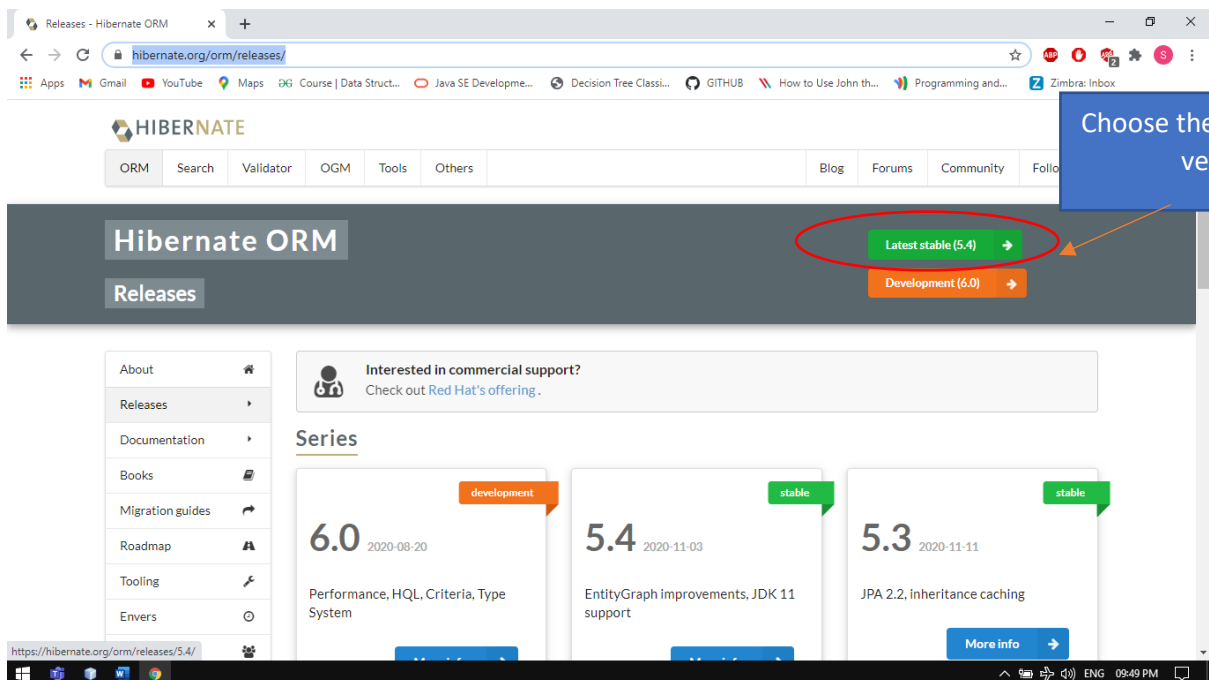 Releases - Hibernate ORM
hibernate.org/orm/releases/
Apps Gmail YouTube Maps Course | Data Struct... Java SE Developme... Decision Tree Classi... GITHUB How to Use John th... Programming and... Zimbra: Inbox
Choose the
ve
HIBERNATE
ORM Search Validator OGM Tools Others Blog Forums Community Follo
Hibernate ORM
Latest stable (5.4)
Development (6.0)
Releases
About
Releases
Documentation
Books
Migration guides
Roadmap
Tooling
Envers
Interested in commercial support?
Check out Red Hat's offering .
Series
development
6.0 2020-08-20
Performance, HQL, Criteria, Type
System
stable
5.4 2020-11-03
EntityGraph improvements, JDK 11
support
stable
5.3 2020-11-11
JPA 2.2, inheritance caching
More info
https://hibernate.org/orm/releases/5.4/
ENG 09:49 PM